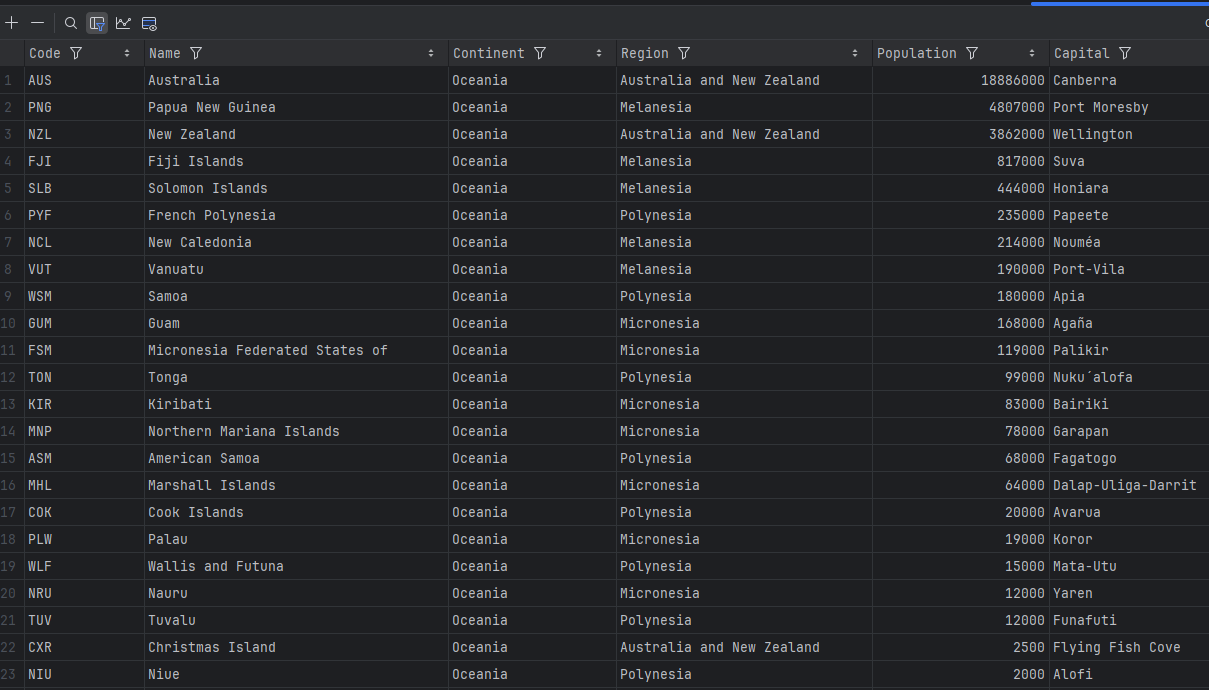 Code Name Continent Region Population Capital
1 AUS Australia Oceania Australia and New Zealand 18886000 Canberra
2 PNG Papua New Guinea Oceania Melanesia 4807000 Port Moresby
3 NZL New Zealand Oceania Australia and New Zealand 3862000 Wellington
4 FJI Fiji Islands Oceania Melanesia 817000 Suva
5 SLB Solomon Islands Oceania Melanesia 444000 Honiara
6 PYF French Polynesia Oceania Polynesia 235000 Papeete
7 NCL New Caledonia Oceania Melanesia 214000 Nouméa
8 VUT Vanuatu Oceania Melanesia 190000 Port-Vila
9 WSM Samoa Oceania Polynesia 180000 Apia
10 GUM Guam Oceania Micronesia 168000 Agaña
11 FSM Micronesia Federated States of Oceania Micronesia 119000 Palikir
12 TON Tonga Oceania Polynesia 99000 Nuku´alofa
13 KIR Kiribati Oceania Micronesia 83000 Bairiki
14 MNP Northern Mariana Islands Oceania Micronesia 78000 Garapan
15 ASM American Samoa Oceania Polynesia 68000 Fagatogo
16 MHL Marshall Islands Oceania Micronesia 64000 Dalap-Uliga-Darrit
17 COK Cook Islands Oceania Polynesia 20000 Avarua
18 PLW Palau Oceania Micronesia 19000 Koror
19 WLF Wallis and Futuna Oceania Polynesia 15000 Mata-Utu
20 NRU Nauru Oceania Micronesia 12000 Yaren
21 TUV Tuvalu Oceania Polynesia 12000 Funafuti
22 CXR Christmas Island Oceania Australia and New Zealand 2500 Flying Fish Cove
23 NIU Niue Oceania Polynesia 2000 Alofi